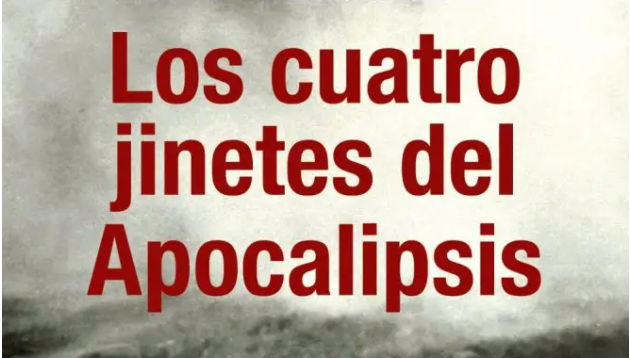 Los cuatro
jinetes del
Apocalipsis